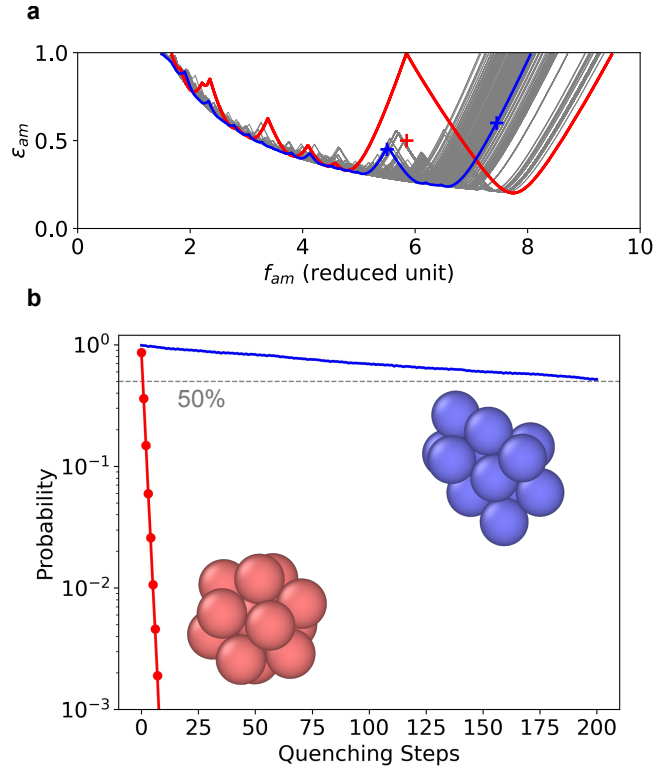 a
1.0
0.5
0.0
ε_am
0 2 4 6 8 10
f_am (reduced unit)
b
10^0
10^-1
10^-2
10^-3
Probability
50%
0 25 50 75 100 125 150 175 200
Quenching Steps